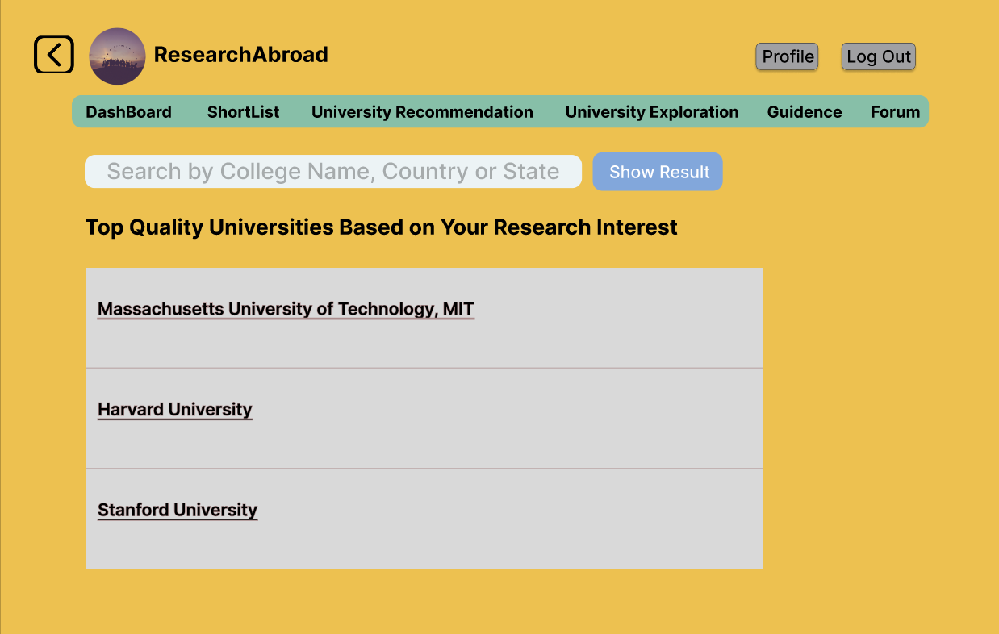 ResearchAbroad
Profile
Log Out
DashBoard ShortList University Recommendation University Exploration Guidence Forum
Search by College Name, Country or State
Show Result
Top Quality Universities Based on Your Research Interest
Massachusetts University of Technology, MIT
Harvard University
Stanford University